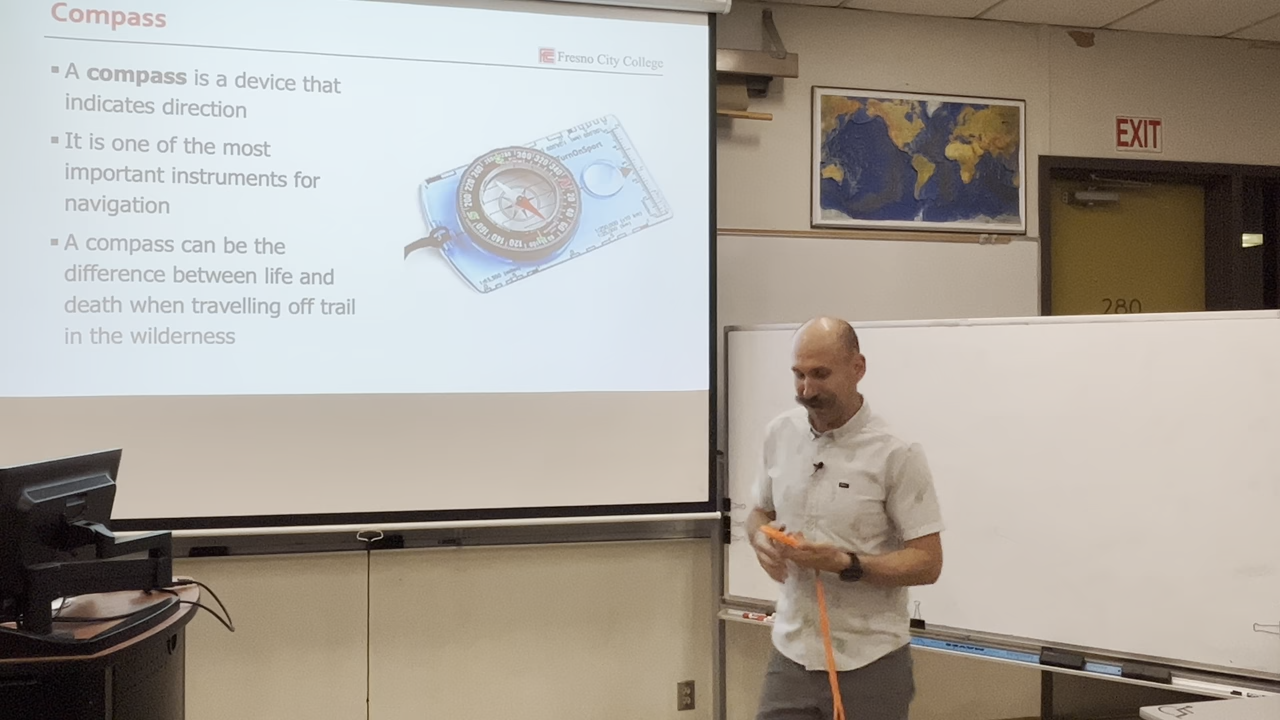 Compass
Fresno City College
▪ A compass is a device that
indicates direction
▪ It is one of the most
important instruments for
navigation
▪ A compass can be the
difference between life and
death when travelling off trail
in the wilderness
TurnOnSport
EXIT
280